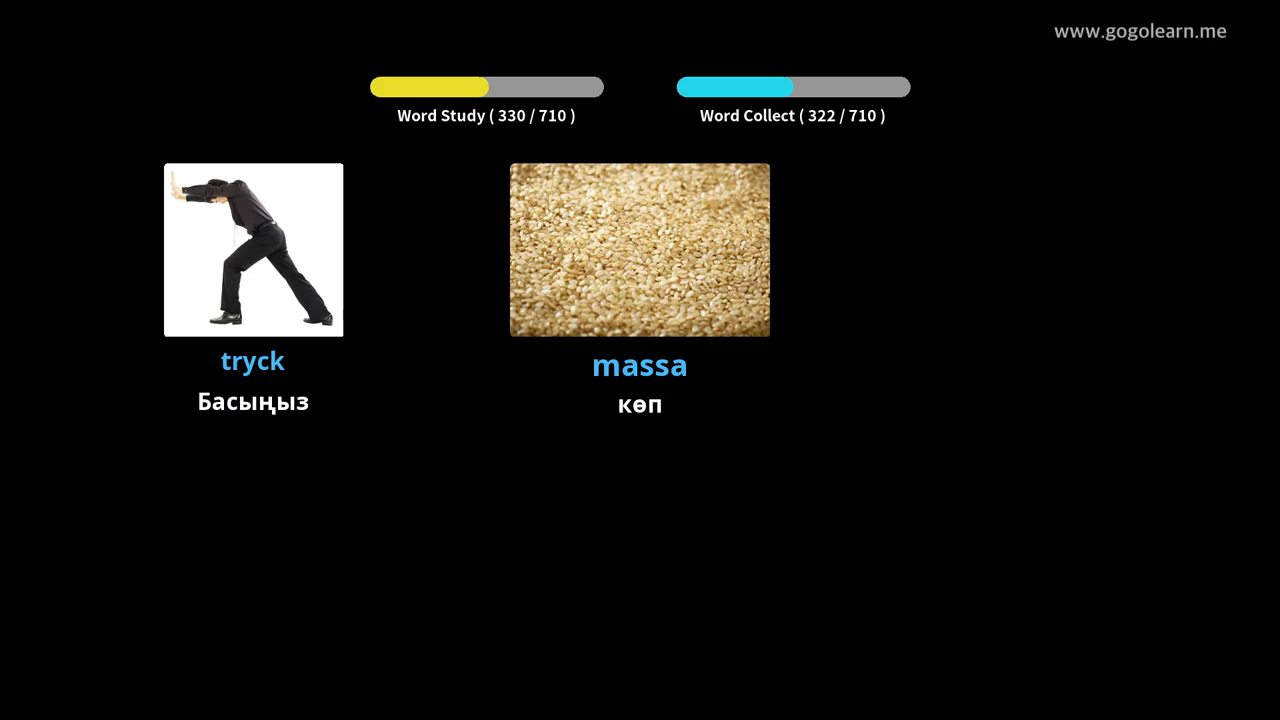 www.gogolearn.me
Word Study ( 330 / 710 )
Word Collect ( 322 / 710 )
tryck
Басыңыз
massa
көп